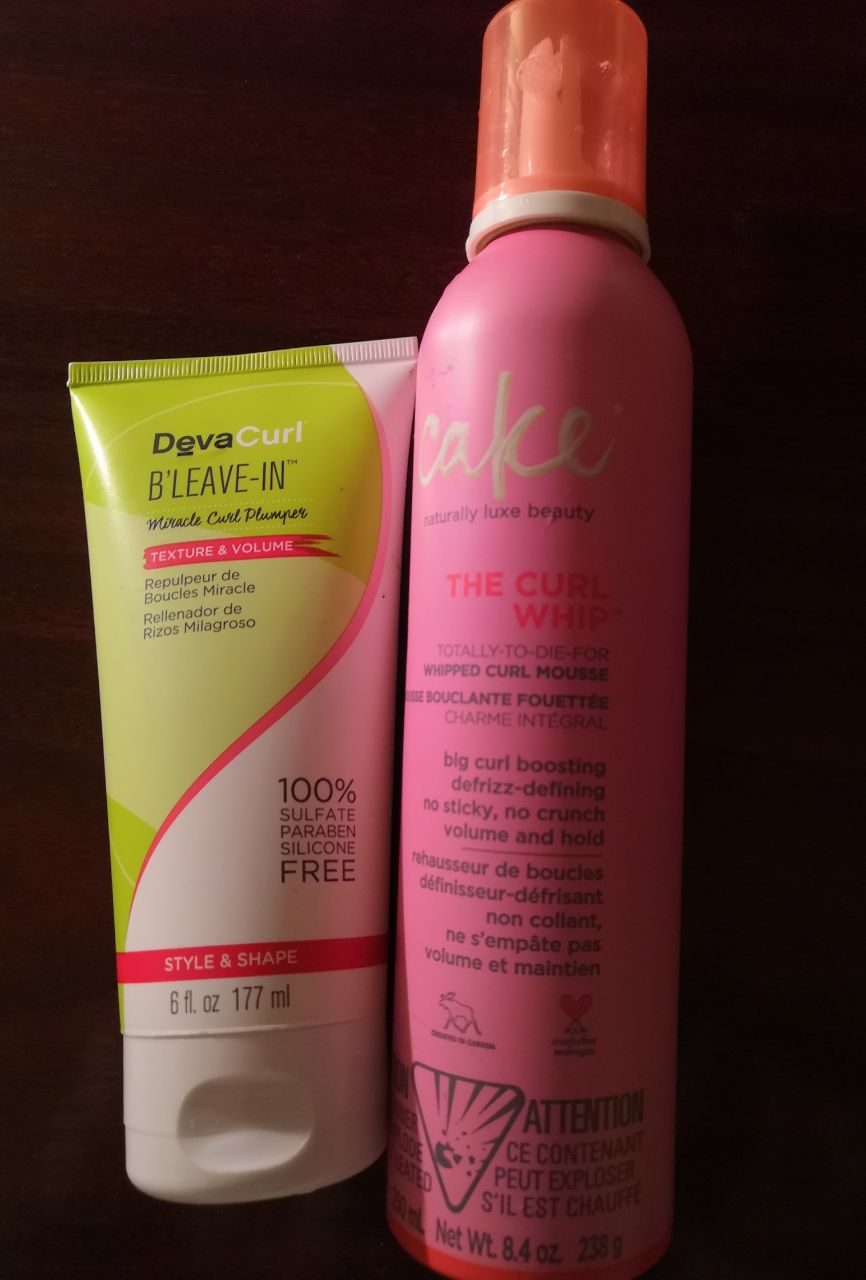 DevaCurl
B'LEAVE-IN™
Miracle Curl Plumper
TEXTURE & VOLUME
Repulpeur de
Boucles Miracle
Rellenador de
Rizos Milagroso
100%
SULFATE
PARABEN
SILICONE
FREE
STYLE & SHAPE
6 fl. oz 177 ml
cake
naturally luxe beauty
THE CURL
WHIP™
TOTALLY-TO-DIE-FOR
WHIPPED CURL MOUSSE
BOUCLANTE FOUETTÉE
CHARME INTÉGRAL
big curl boosting
defrizz-defining
no sticky, no crunch
volume and hold
rehausseur de boucles
définisseur-défrisant
non collant,
ne s'empâte pas
volume et maintien
CREATED IN CANADA
ATTENTION
CE CONTENANT
PEUT EXPLOSER
S'IL EST CHAUFFÉ
Net Wt. 8.4 oz. 238 g